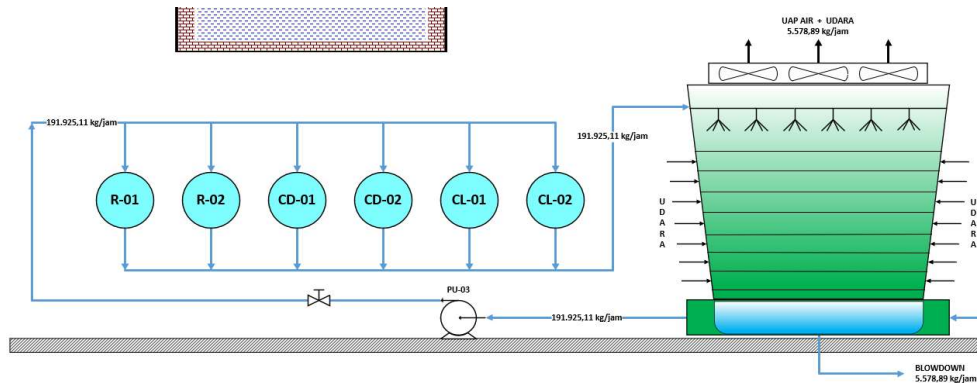 UAP AIR + UDARA
5.578,89 kg/jam
191.925,11 kg/jam
191.925,11 kg/jam
R-01
R-02
CD-01
CD-02
CL-01
CL-02
UDARA
UDARA
PU-03
191.925,11 kg/jam
BLOWDOWN
5.578,89 kg/jam